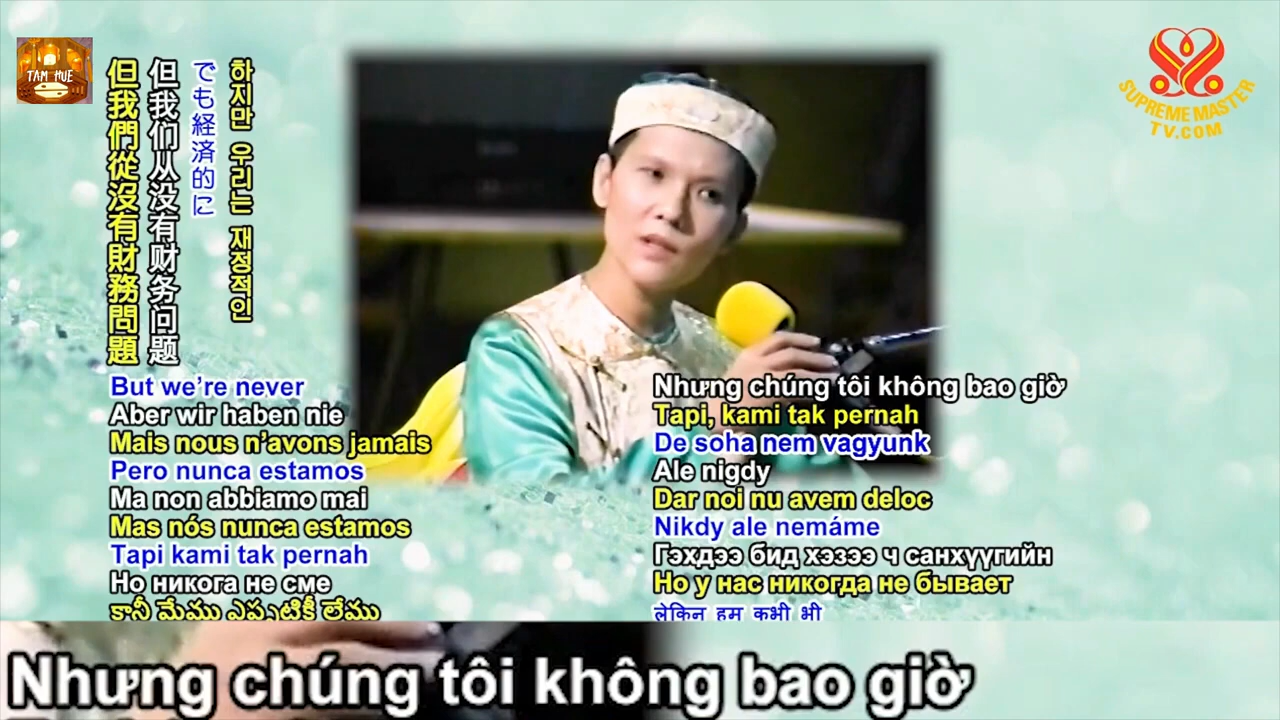 TAM HUE
SUPREME MASTER
TV.COM
但我們從沒有財務問題
但我们从没有财务问题
でも経済的に
하지만 우리는 재정적인
But we're never
Aber wir haben nie
Mais nous n'avons jamais
Pero nunca estamos
Ma non abbiamo mai
Mas nós nunca estamos
Tapi kami tak pernah
Но никога не сме
కానీ మేము ఎప్పటికీ లేము
Nhưng chúng tôi không bao giờ
Tapi, kami tak pernah
De soha nem vagyunk
Ale nigdy
Dar noi nu avem deloc
Nikdy ale nemáme
Гэхдээ бид хэзээ ч санхүүгийн
Но у нас никогда не бывает
लेकिन हम कभी भी
Nhưng chúng tôi không bao giờ